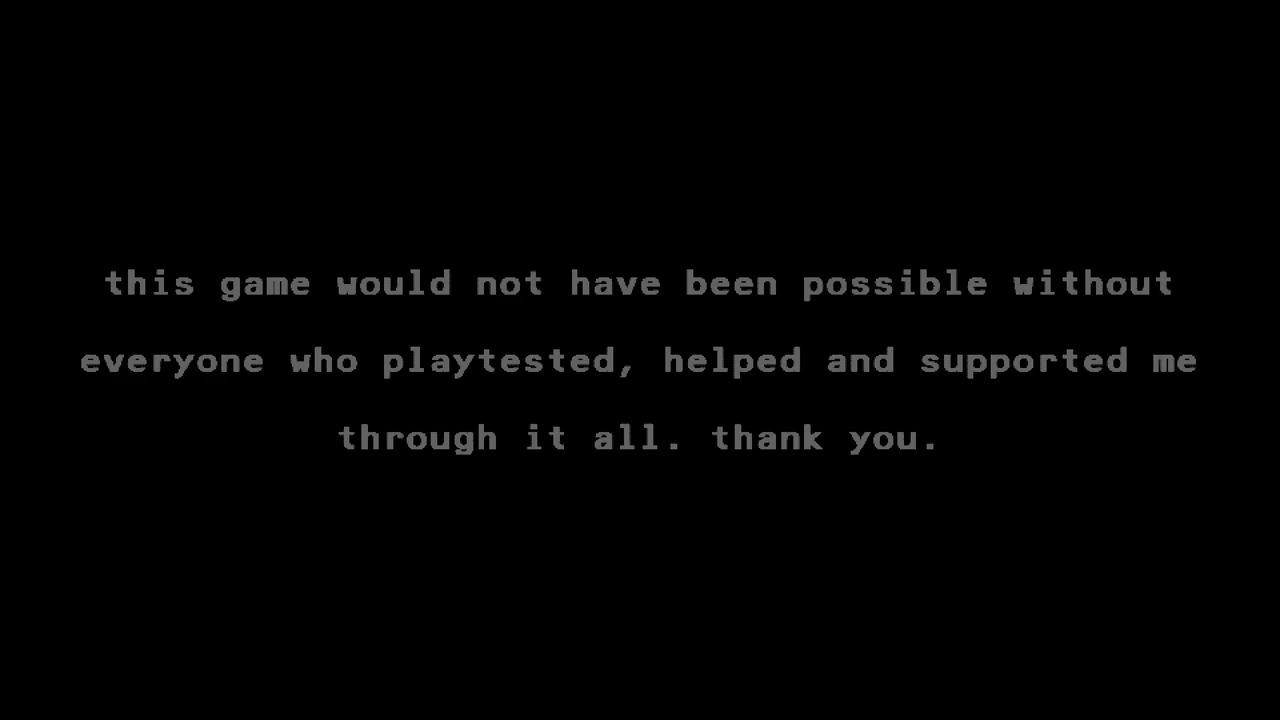 this game would not have been possible without
everyone who playtested, helped and supported me
through it all. thank you.